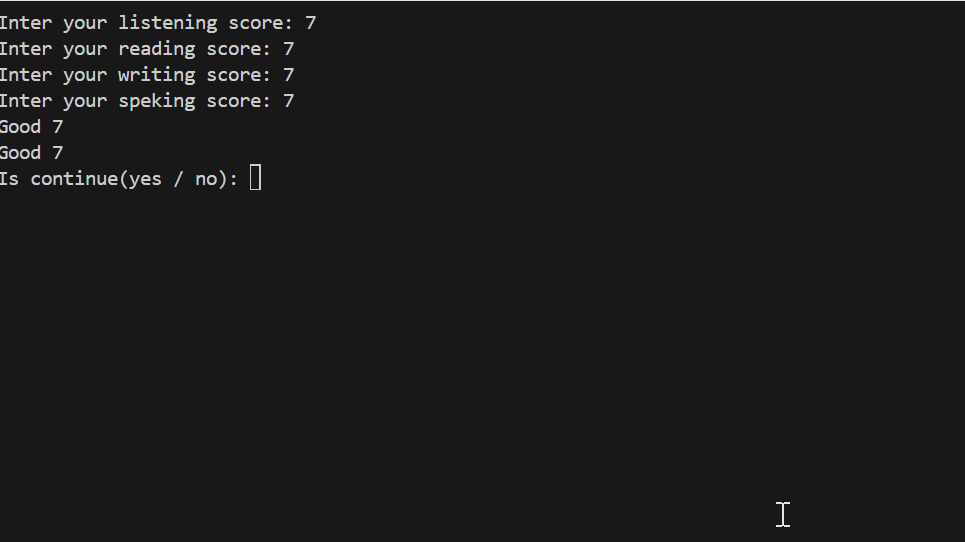 Inter your listening score: 7
Inter your reading score: 7
Inter your writing score: 7
Inter your speking score: 7
Good 7
Good 7
Is continue(yes / no):